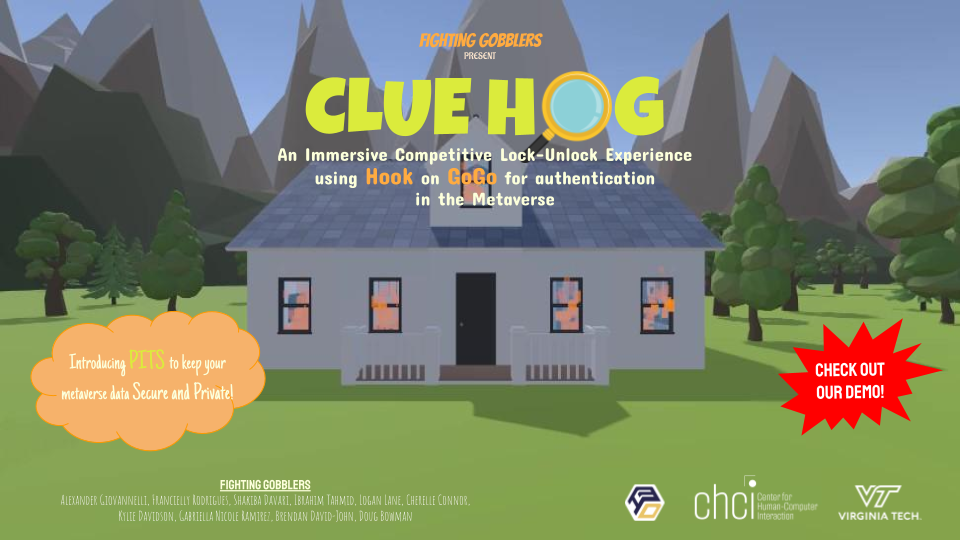 FIGHTING GOBBLERS
PRESENT
CLUE HOG
An Immersive Competitive Lock-Unlock Experience
using Hook on GoGo for authentication
in the Metaverse
Introducing PITS to keep your
metaverse data Secure and Private!
CHECK OUT
OUR DEMO!
FIGHTING GOBBLERS
Alexander Giovannelli, Francielly Rodrigues, Shakiba Davari, Ibrahim Tahmid, Logan Lane, Cherelle Connor,
Kylie Davidson, Gabriella Nicole Ramirez, Brendan David-John, Doug Bowman
chci
Center for
Human-Computer
Interaction
VT
VIRGINIA TECH.